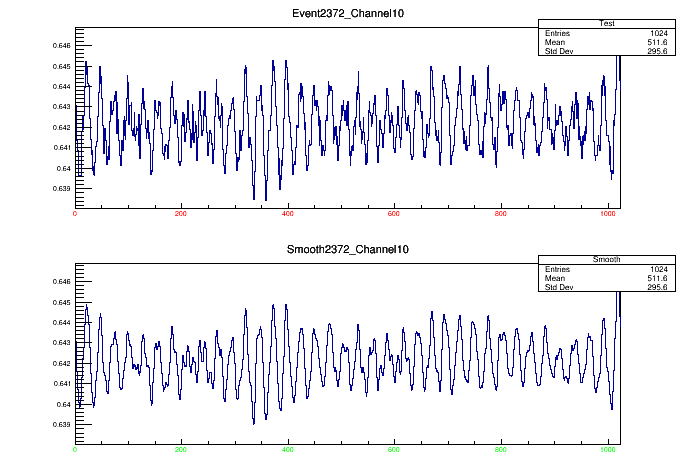 Event2372_Channel10
Test
Entries 1024
Mean 511.6
Std Dev 295.6
0.646
0.645
0.644
0.643
0.642
0.641
0.64
0.639
0 200 400 600 800 1000
Smooth2372_Channel10
Smooth
Entries 1024
Mean 511.6
Std Dev 295.6
0.646
0.645
0.644
0.643
0.642
0.641
0.64
0.639
0 200 400 600 800 1000